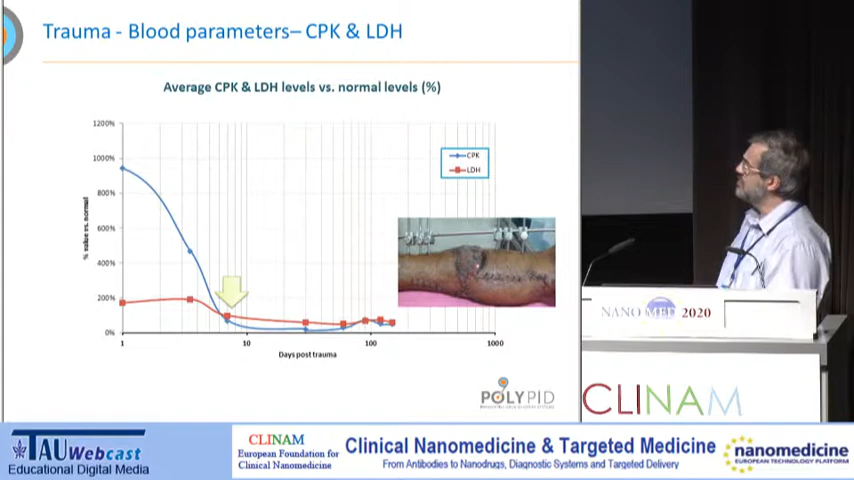 Trauma - Blood parameters– CPK & LDH
Average CPK & LDH levels vs. normal levels (%)
1200%
1000%
800%
600%
400%
200%
0%
% value vs. normal
CPK
LDH
1
10
100
1000
Days post trauma
POLYPID
NANOMED 2020
CLINAM
TAU Webcast
Educational Digital Media
CLINAM
European Foundation for
Clinical Nanomedicine
Clinical Nanomedicine & Targeted Medicine
From Antibodies to Nanodrugs, Diagnostic Systems and Targeted Delivery
nanomedicine
EUROPEAN TECHNOLOGY PLATFORM